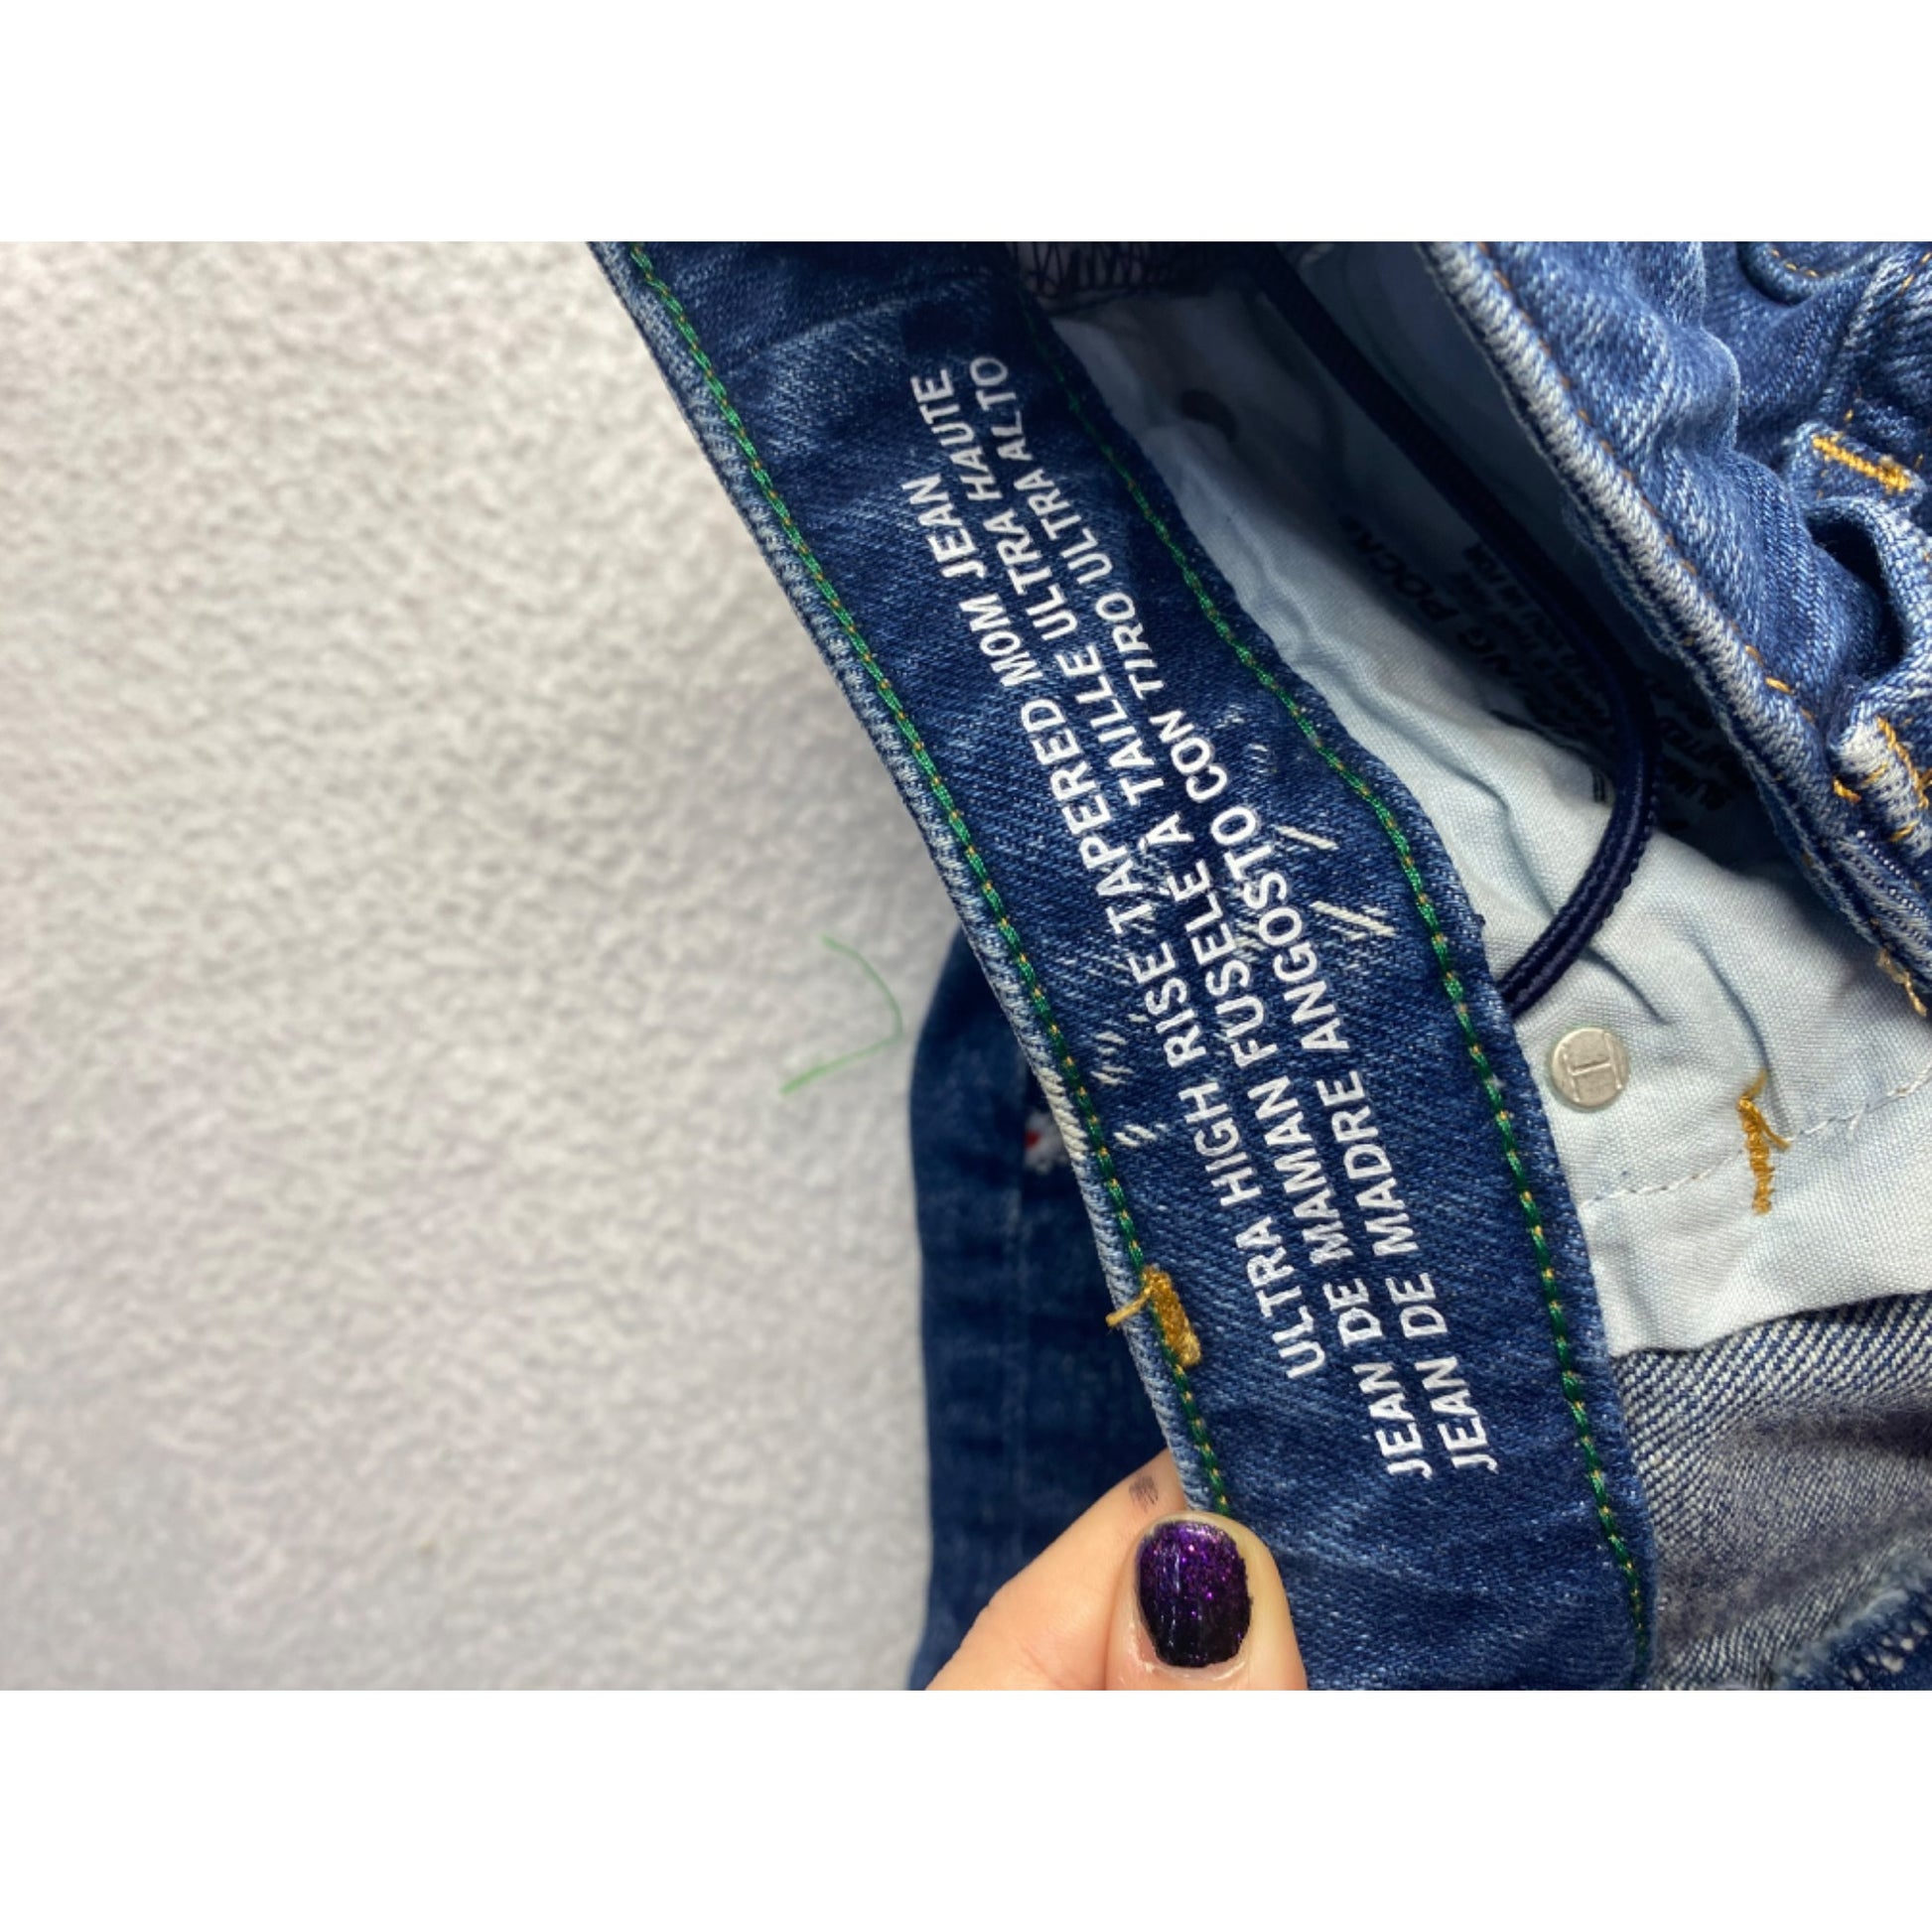 ULTRA HIGH RISE TAPERED MOM JEAN
JEAN DE MAMAN FUSELÉ À TAILLE ULTRA HAUTE
JEAN DE MADRE ANGOSTO CON TIRO ULTRA ALTO